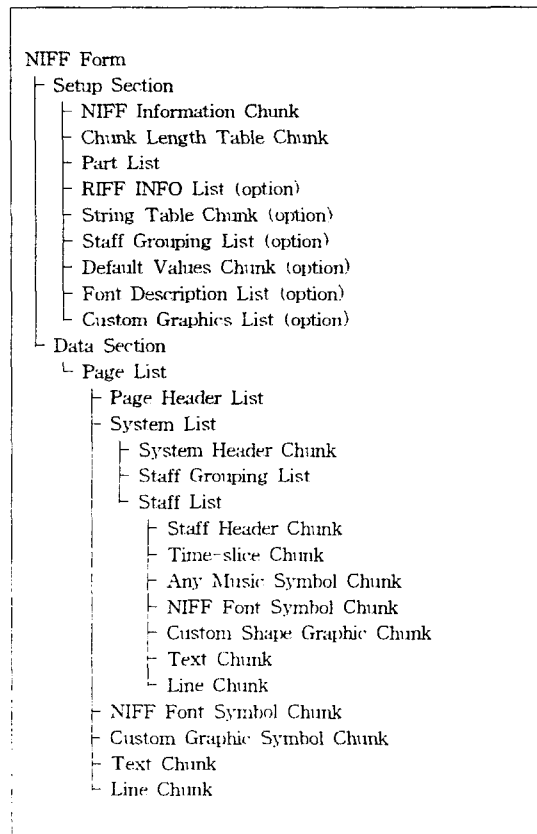 NIFF Form
Setup Section
NIFF Information Chunk
Chunk Length Table Chunk
Part List
RIFF INFO List (option)
String Table Chunk (option)
Staff Grouping List (option)
Default Values Chunk (option)
Font Description List (option)
Custom Graphics List (option)
Data Section
Page List
Page Header List
System List
System Header Chunk
Staff Grouping List
Staff List
Staff Header Chunk
Time-slice Chunk
Any Music Symbol Chunk
NIFF Font Symbol Chunk
Custom Shape Graphic Chunk
Text Chunk
Line Chunk
NIFF Font Symbol Chunk
Custom Graphic Symbol Chunk
Text Chunk
Line Chunk